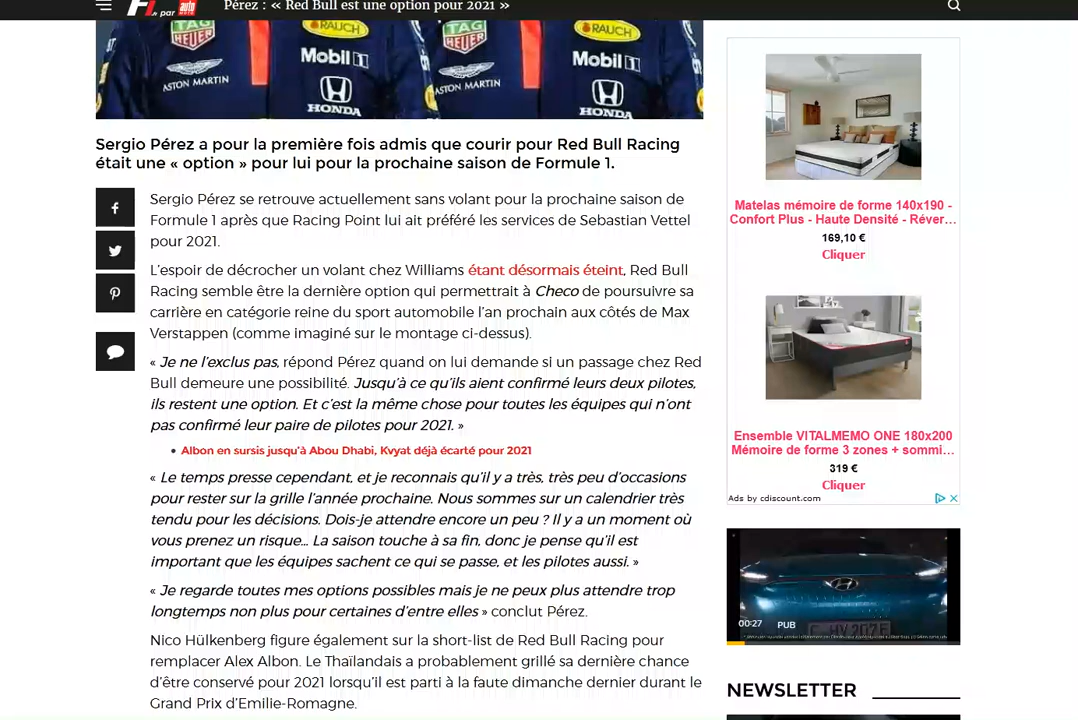 F1. par auto moto
Pérez : « Red Bull est une option pour 2021 »
TAG HEUER
RAUCH
TAG HEUER
RAUCH
Mobil 1
Mobil 1
ASTON MARTIN
ASTON MARTIN
HONDA
HONDA
Sergio Pérez a pour la première fois admis que courir pour Red Bull Racing
était une « option » pour lui pour la prochaine saison de Formule 1.
Sergio Pérez se retrouve actuellement sans volant pour la prochaine saison de
Formule 1 après que Racing Point lui ait préféré les services de Sebastian Vettel
pour 2021.
L’espoir de décrocher un volant chez Williams étant désormais éteint, Red Bull
Racing semble être la dernière option qui permettrait à Checo de poursuivre sa
carrière en catégorie reine du sport automobile l’an prochain aux côtés de Max
Verstappen (comme imaginé sur le montage ci-dessus).
« Je ne l’exclus pas, répond Pérez quand on lui demande si un passage chez Red
Bull demeure une possibilité. Jusqu’à ce qu’ils aient confirmé leurs deux pilotes,
ils restent une option. Et c’est la même chose pour toutes les équipes qui n’ont
pas confirmé leur paire de pilotes pour 2021. »
• Albon en sursis jusqu’à Abou Dhabi, Kvyat déjà écarté pour 2021
« Le temps presse cependant, et je reconnais qu’il y a très, très peu d’occasions
pour rester sur la grille l’année prochaine. Nous sommes sur un calendrier très
tendu pour les décisions. Dois-je attendre encore un peu ? Il y a un moment où
vous prenez un risque... La saison touche à sa fin, donc je pense qu’il est
important que les équipes sachent ce qui se passe, et les pilotes aussi. »
« Je regarde toutes mes options possibles mais je ne peux plus attendre trop
longtemps non plus pour certaines d’entre elles » conclut Pérez.
Nico Hülkenberg figure également sur la short-list de Red Bull Racing pour
remplacer Alex Albon. Le Thaïlandais a probablement grillé sa dernière chance
d’être conservé pour 2021 lorsqu’il est parti à la faute dimanche dernier durant le
Grand Prix d’Emilie-Romagne.
Matelas mémoire de forme 140x190 -
Confort Plus - Haute Densité - Réver...
169,10 €
Cliquer
Ensemble VITALMEMO ONE 180x200
Mémoire de forme 3 zones + sommi...
319 €
Cliquer
Ads by cdiscount.com
00:27
PUB
NEWSLETTER